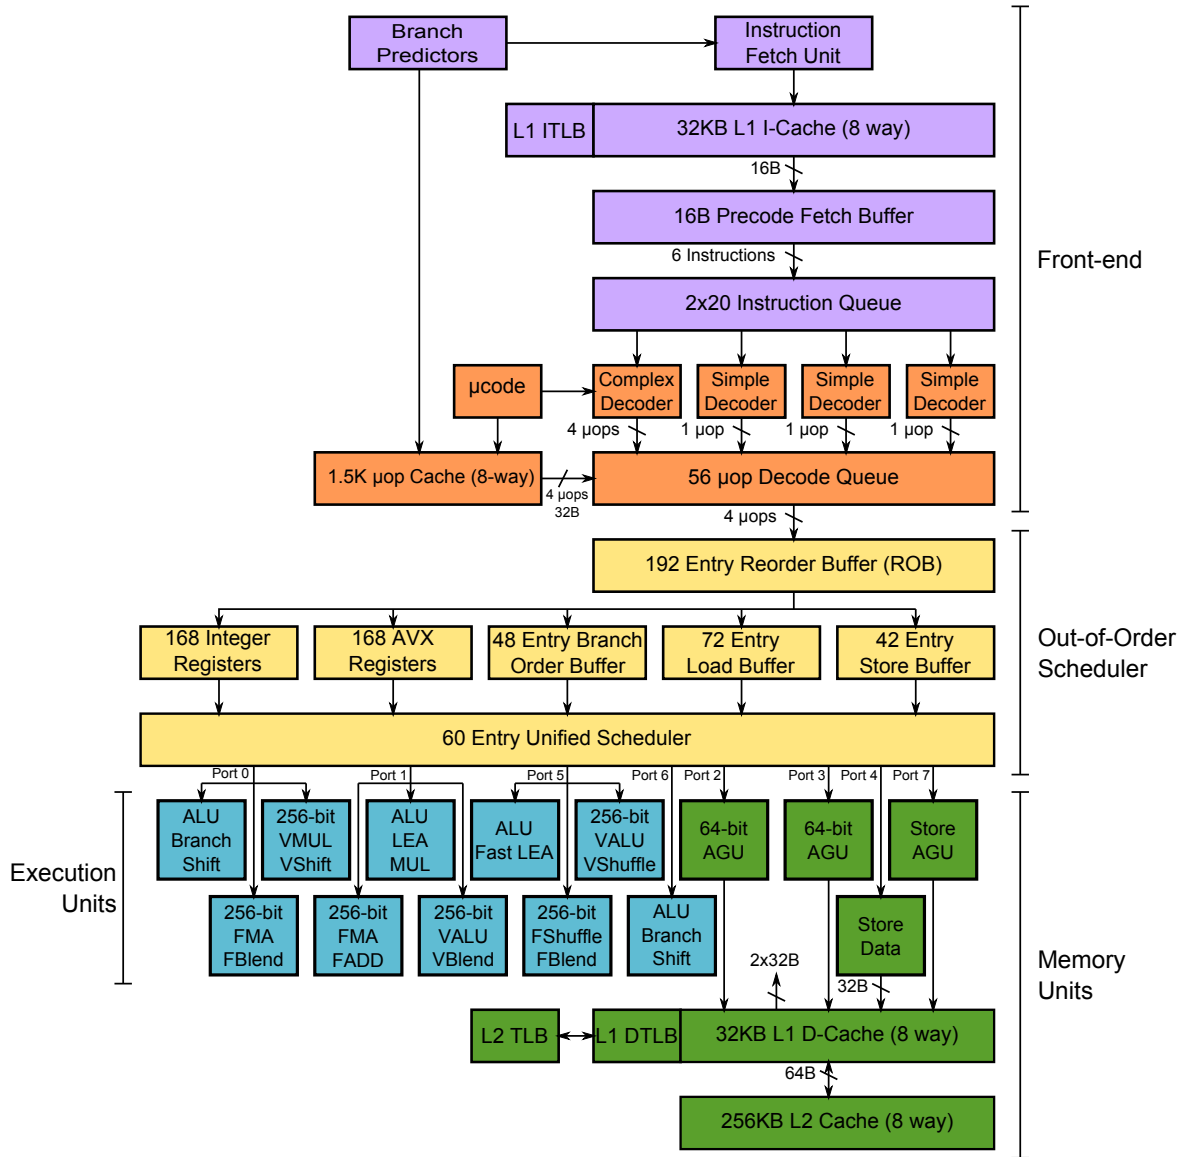 Branch
Predictors
Instruction
Fetch Unit
L1 ITLB
32KB L1 I-Cache (8 way)
16B
16B Precode Fetch Buffer
6 Instructions
Front-end
2x20 Instruction Queue
µcode
Complex
Decoder
Simple
Decoder
Simple
Decoder
Simple
Decoder
4 µops
1 µop
1 µop
1 µop
1.5K µop Cache (8-way)
4 µops
32B
56 µop Decode Queue
4 µops
192 Entry Reorder Buffer (ROB)
168 Integer
Registers
168 AVX
Registers
48 Entry Branch
Order Buffer
72 Entry
Load Buffer
42 Entry
Store Buffer
Out-of-Order
Scheduler
60 Entry Unified Scheduler
Port 0
Port 1
Port 5
Port 6
Port 2
Port 3
Port 4
Port 7
Execution
Units
ALU
Branch
Shift
256-bit
VMUL
VShift
ALU
LEA
MUL
ALU
Fast LEA
256-bit
VALU
VShuffle
64-bit
AGU
64-bit
AGU
Store
AGU
256-bit
FMA
FBlend
256-bit
FMA
FADD
256-bit
VALU
VBlend
256-bit
FShuffle
FBlend
ALU
Branch
Shift
Store
Data
2x32B
32B
Memory
Units
L2 TLB
L1 DTLB
32KB L1 D-Cache (8 way)
64B
256KB L2 Cache (8 way)